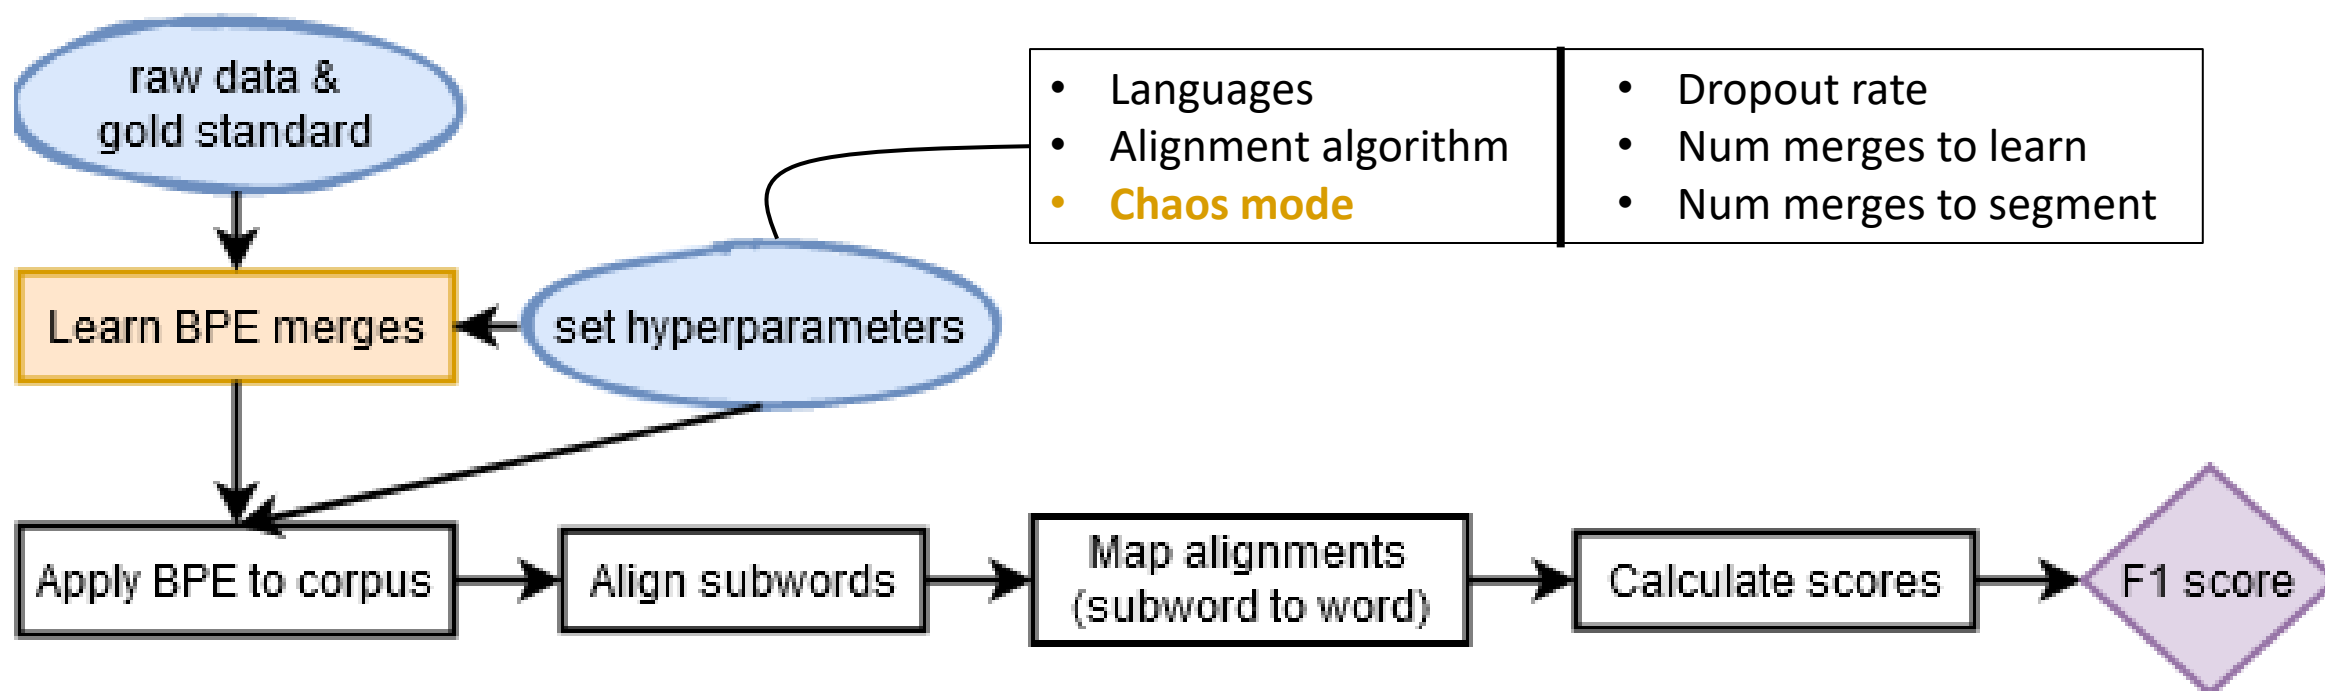 raw data &
gold standard
• Languages
• Alignment algorithm
• Chaos mode
• Dropout rate
• Num merges to learn
• Num merges to segment
Learn BPE merges
set hyperparameters
Apply BPE to corpus
Align subwords
Map alignments
(subword to word)
Calculate scores
F1 score